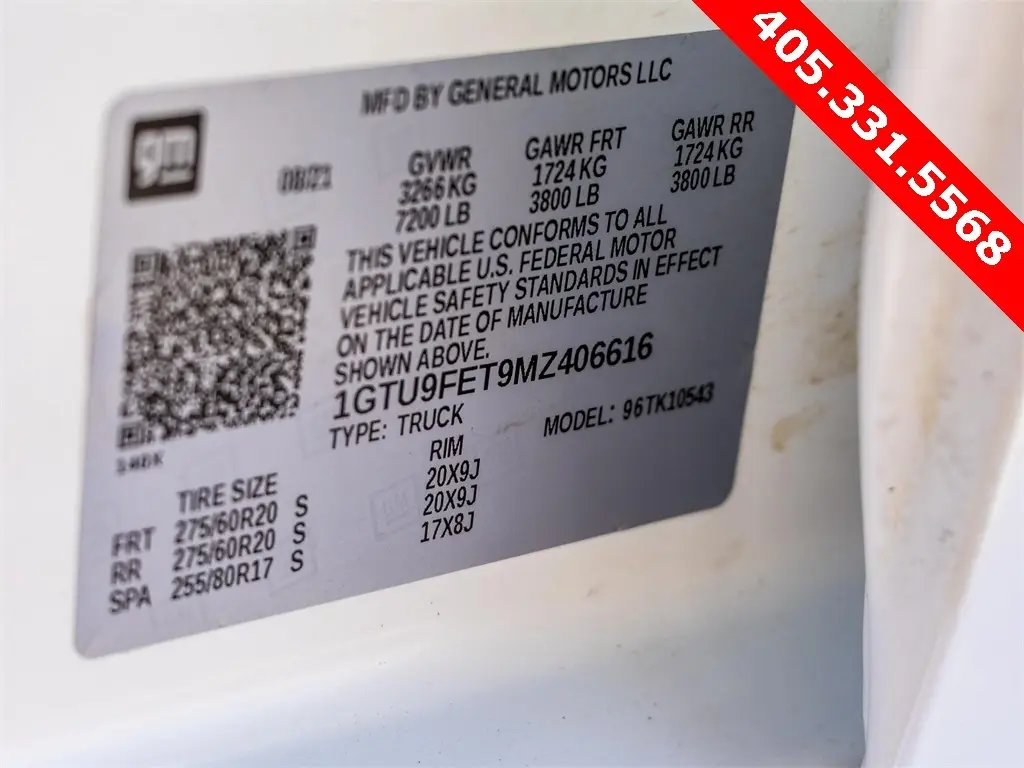 405.331.5568
MFD BY GENERAL MOTORS LLC
gm
08/21
GVWR GAWR FRT GAWR RR
3266 KG 1724 KG 1724 KG
7200 LB 3800 LB 3800 LB
THIS VEHICLE CONFORMS TO ALL
APPLICABLE U.S. FEDERAL MOTOR
VEHICLE SAFETY STANDARDS IN EFFECT
ON THE DATE OF MANUFACTURE
SHOWN ABOVE.
1GTU9FET9MZ406616
TYPE: TRUCK MODEL: 96TK10543
TIRE SIZE RIM
FRT 275/60R20 S 20X9J
RR 275/60R20 S 20X9J
SPA 255/80R17 S 17X8J
GM